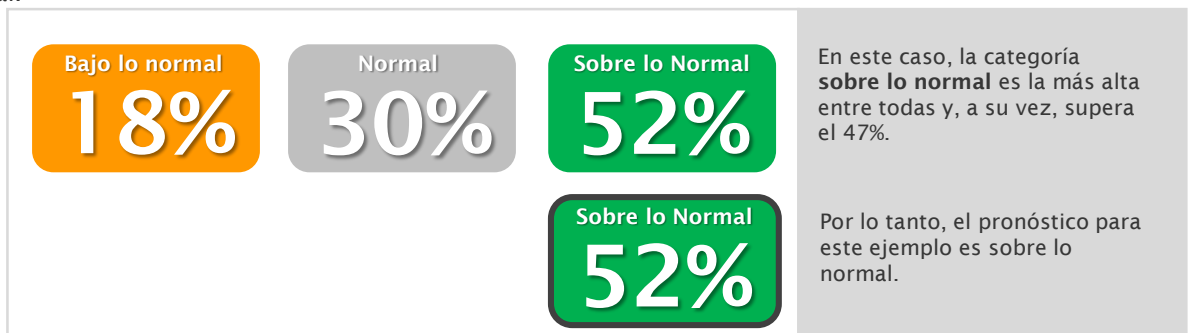 Bajo lo normal
18%
Normal
30%
Sobre lo Normal
52%
En este caso, la categoría
sobre lo normal es la más alta
entre todas y, a su vez, supera
el 47%.
Sobre lo Normal
52%
Por lo tanto, el pronóstico para
este ejemplo es sobre lo
normal.